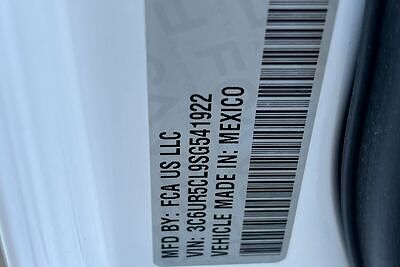 MFD BY: FCA US LLC
VIN: 3C6UR5CL9SG541922
VEHICLE MADE IN: MEXICO